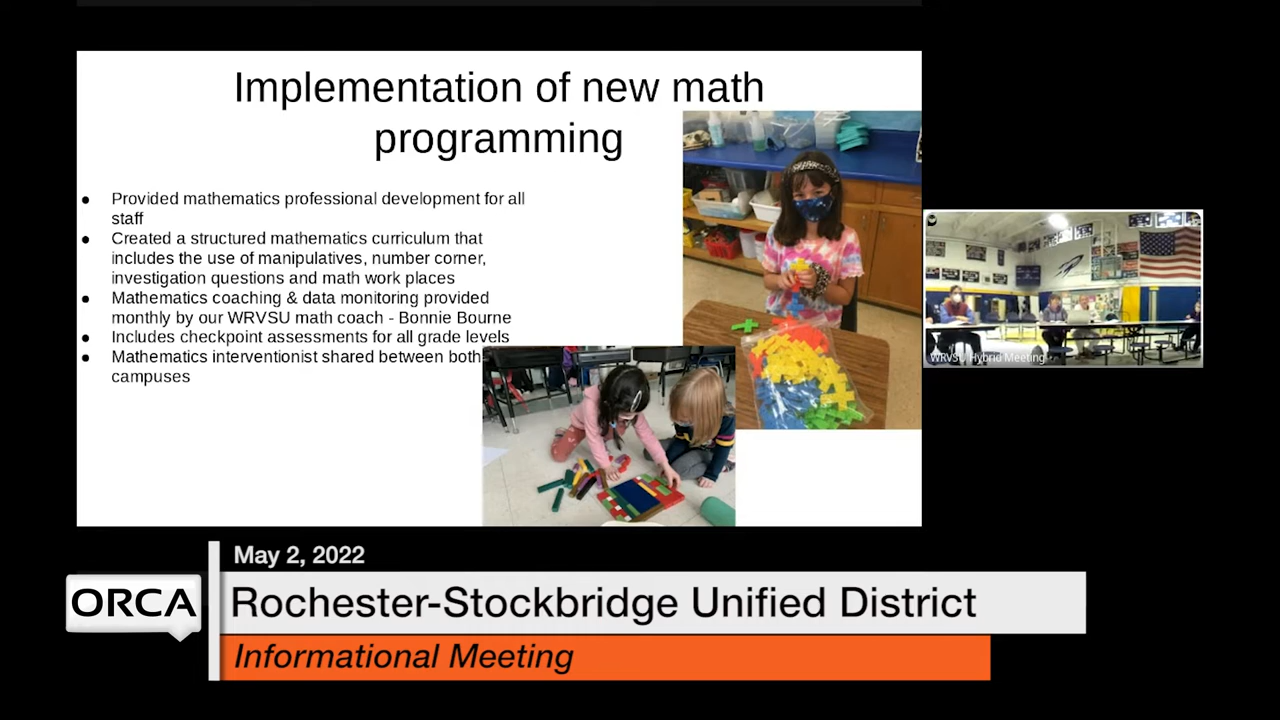 Implementation of new math
programming
● Provided mathematics professional development for all
staff
● Created a structured mathematics curriculum that
includes the use of manipulatives, number corner,
investigation questions and math work places
● Mathematics coaching & data monitoring provided
monthly by our WRVSU math coach - Bonnie Bourne
● Includes checkpoint assessments for all grade levels
● Mathematics interventionist shared between both
campuses
WRVSU Hybrid Meeting
May 2, 2022
ORCA
Rochester-Stockbridge Unified District
Informational Meeting